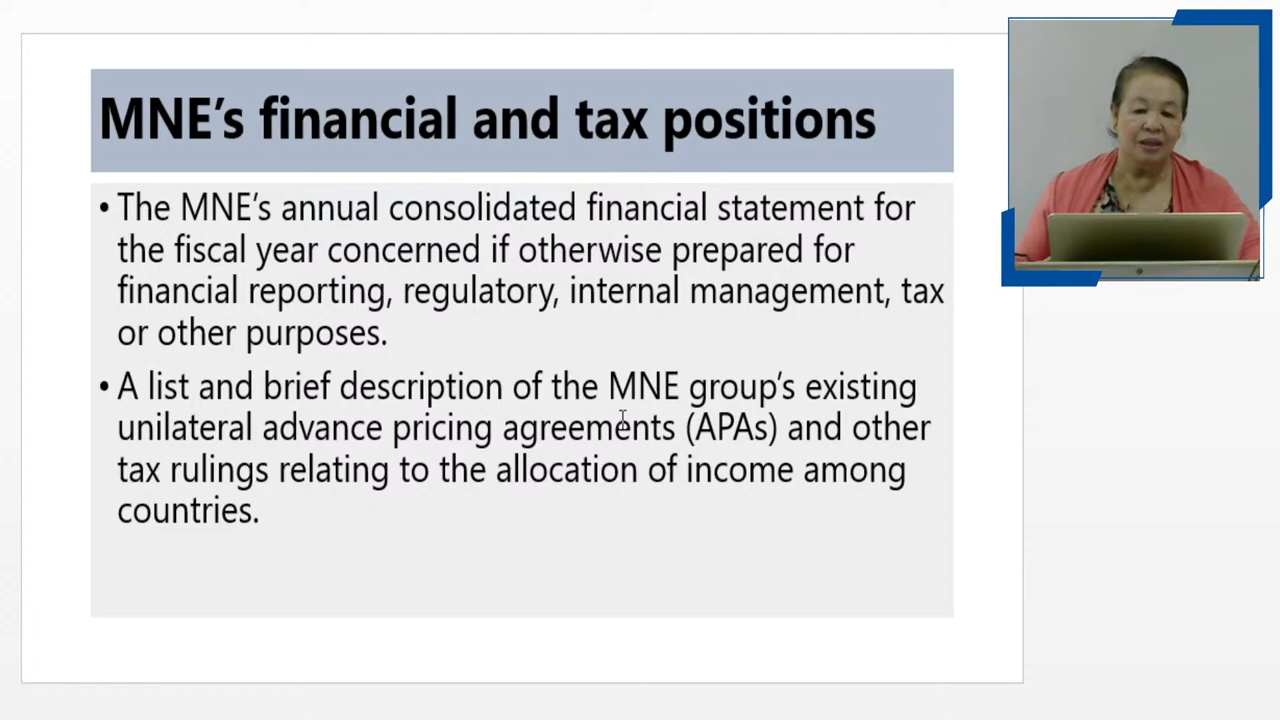 MNE’s financial and tax positions
• The MNE’s annual consolidated financial statement for
the fiscal year concerned if otherwise prepared for
financial reporting, regulatory, internal management, tax
or other purposes.
• A list and brief description of the MNE group’s existing
unilateral advance pricing agreements (APAs) and other
tax rulings relating to the allocation of income among
countries.